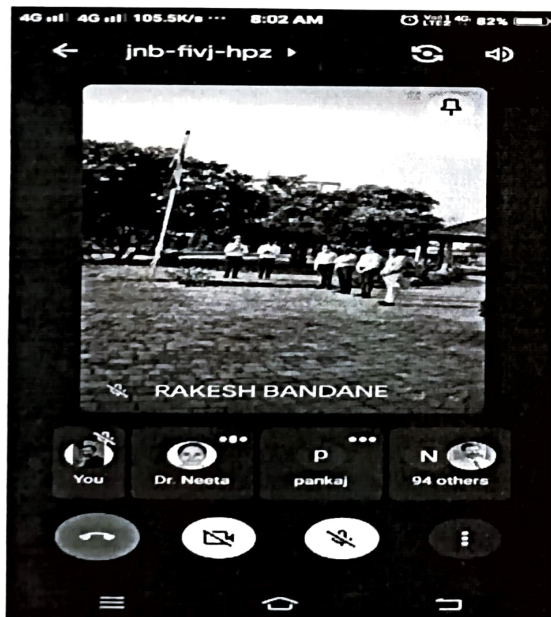 4G 4G 105.5K/s ... 8:02 AM 4G 82%
jnb-fivj-hpz
RAKESH BANDANE
You
Dr. Neeta
P
pankaj
N
94 others